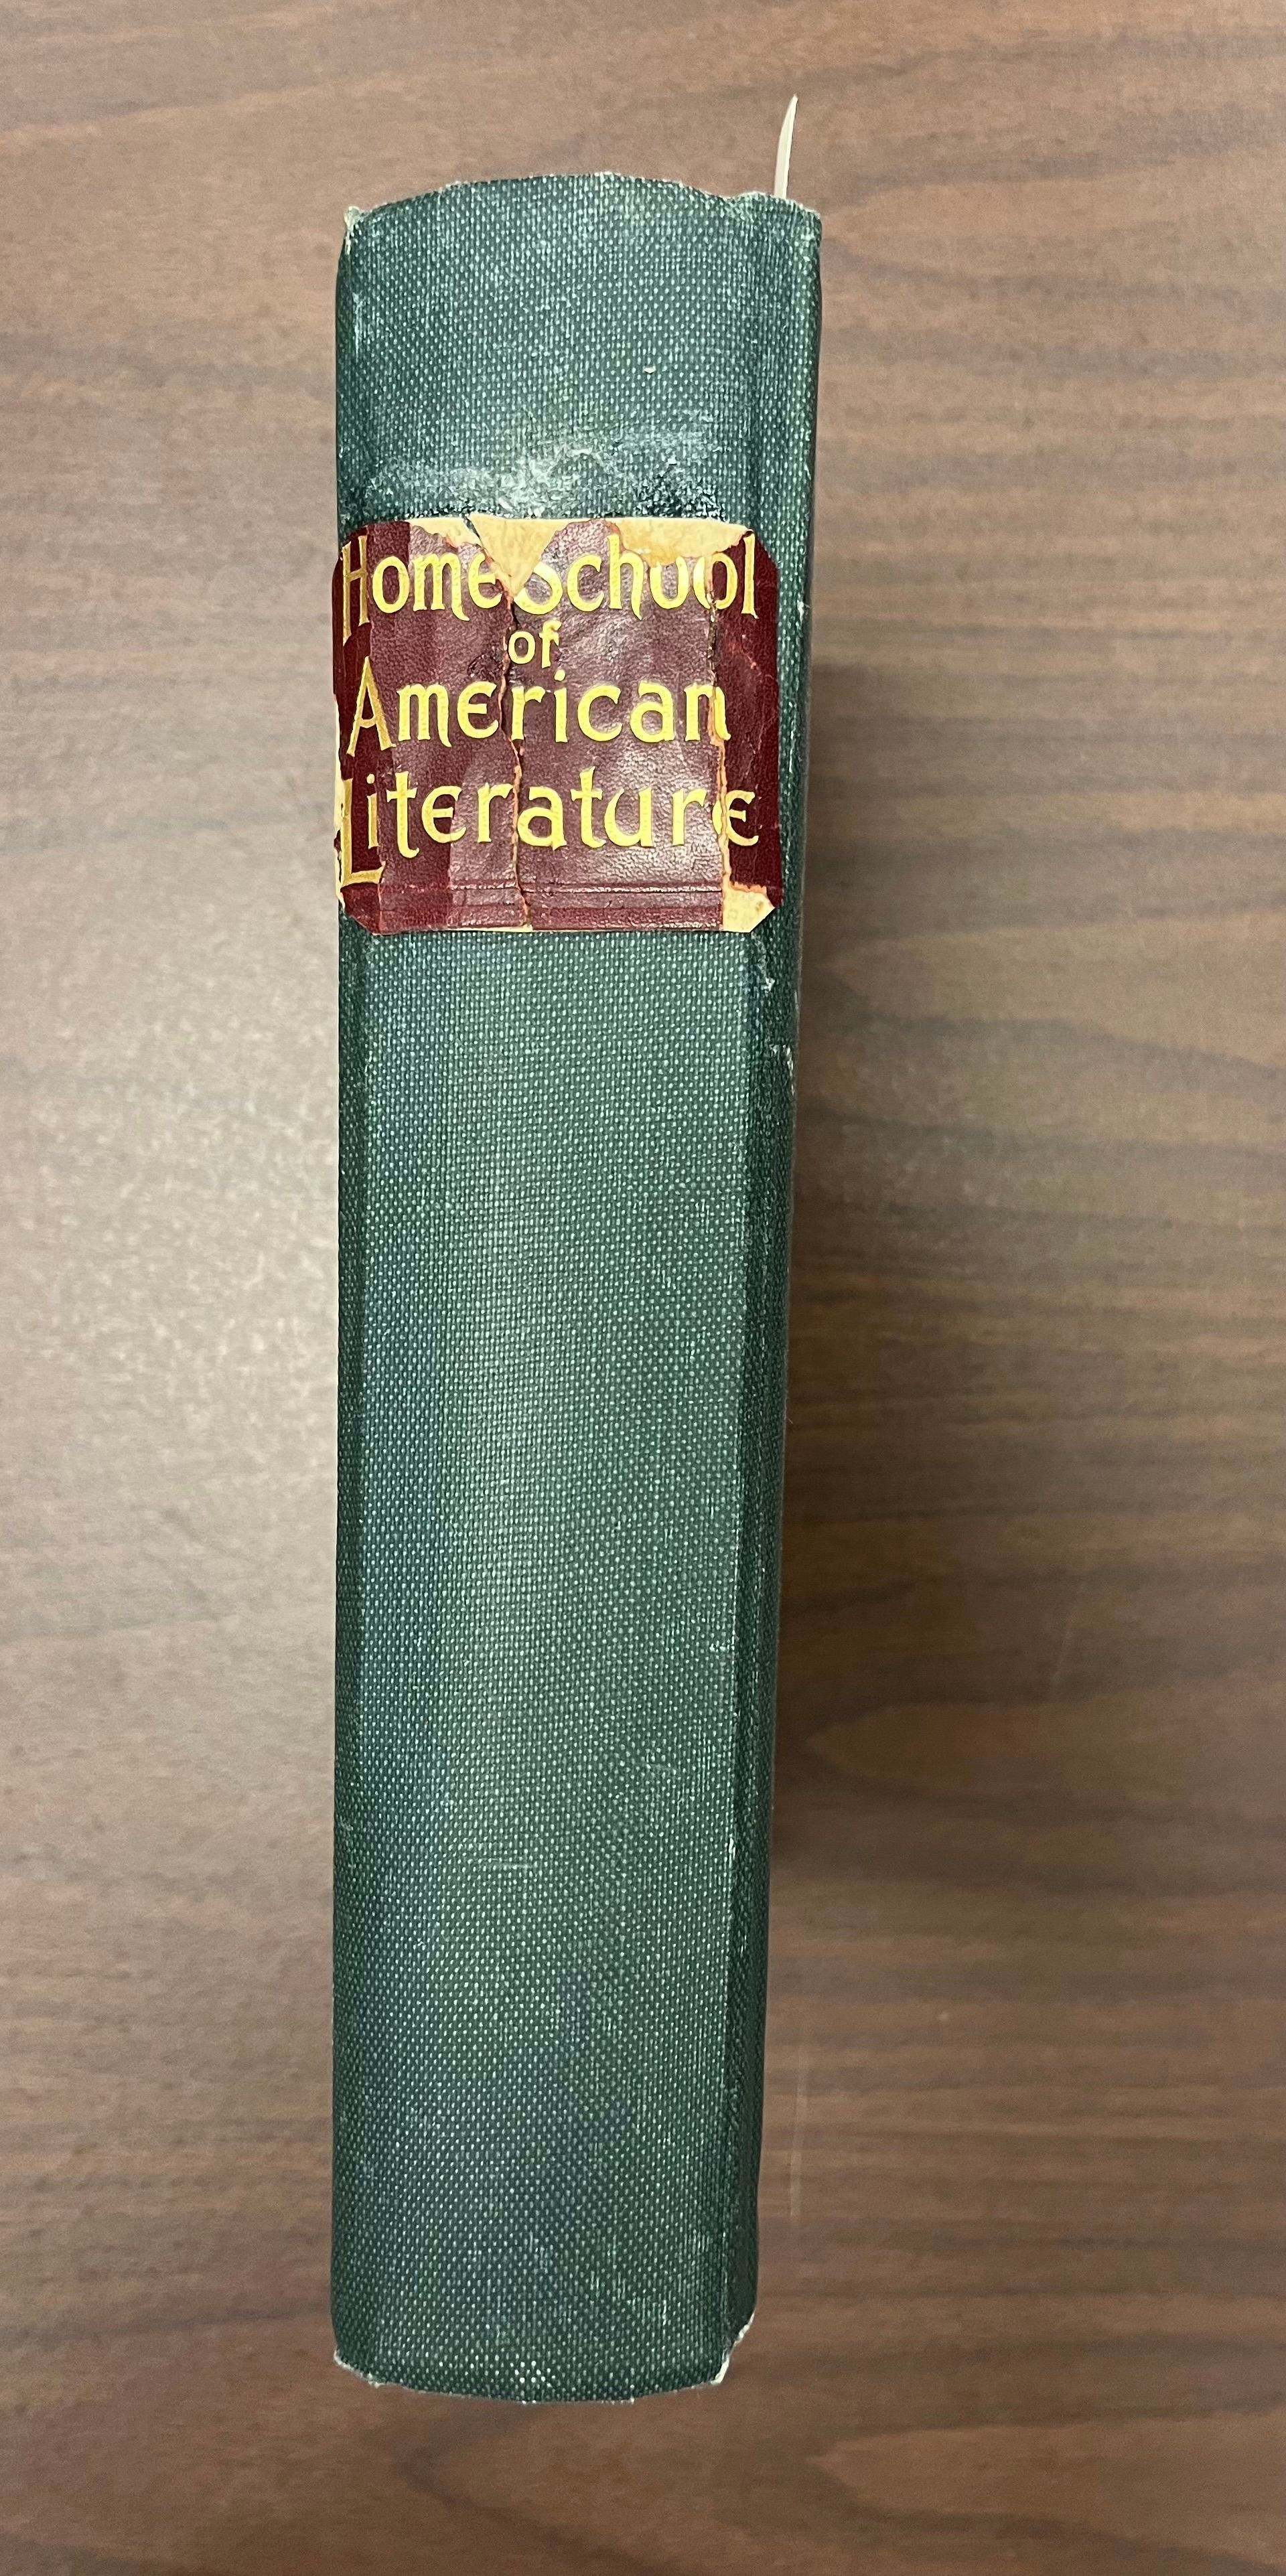 Home School
of
American
Literature